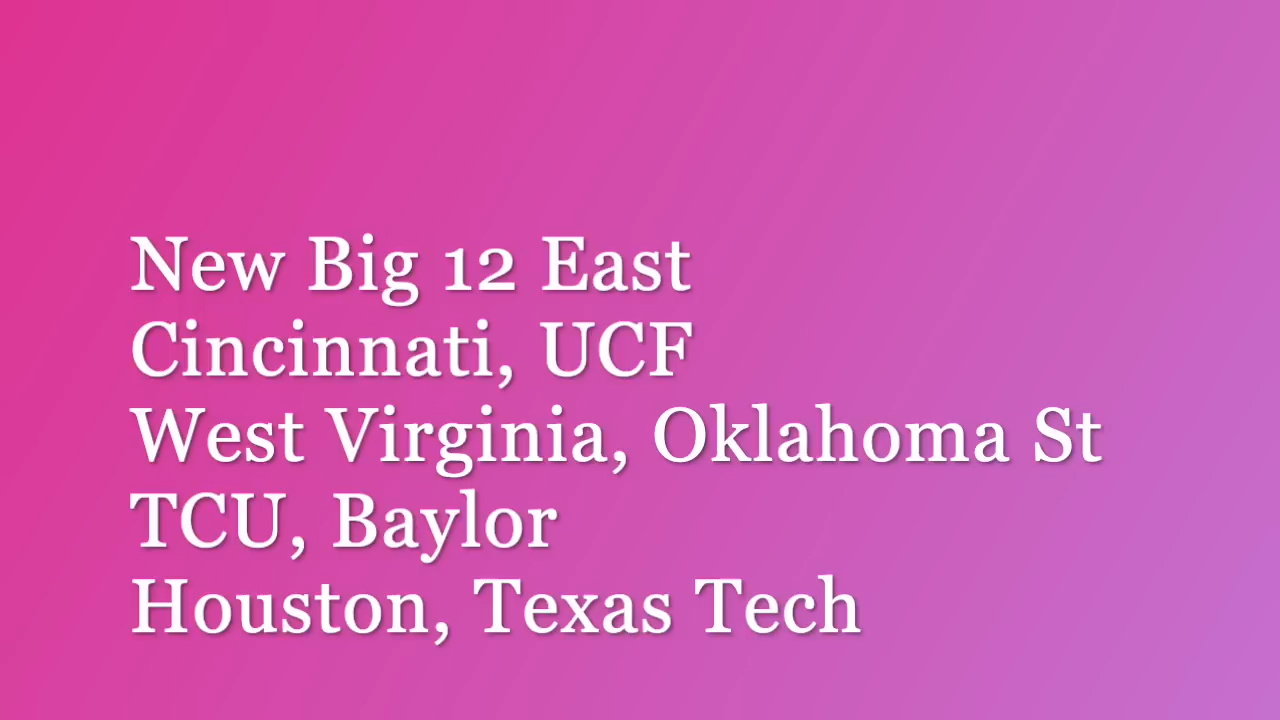 New Big 12 East
Cincinnati, UCF
West Virginia, Oklahoma St
TCU, Baylor
Houston, Texas Tech